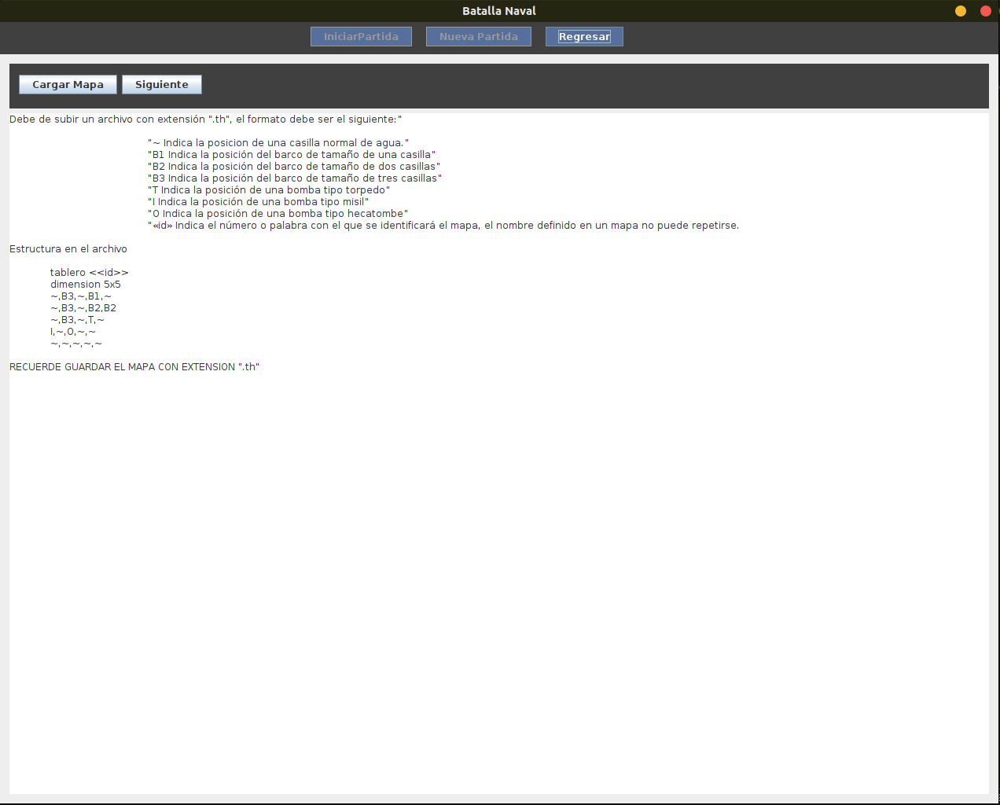 Batalla Naval
IniciarPartida Nueva Partida Regresar
Cargar Mapa Siguiente
Debe de subir un archivo con extensión ".th", el formato debe ser el siguiente:"
"~ Indica la posicion de una casilla normal de agua."
"B1 Indica la posición del barco de tamaño de una casilla"
"B2 Indica la posición del barco de tamaño de dos casillas"
"B3 Indica la posición del barco de tamaño de tres casillas"
"T Indica la posición de una bomba tipo torpedo"
"I Indica la posición de una bomba tipo misil"
"O Indica la posición de una bomba tipo hecatombe"
"«id» Indica el número o palabra con el que se identificará el mapa, el nombre definido en un mapa no puede repetirse.
Estructura en el archivo
tablero <<id>>
dimension 5x5
~,B3,~,B1,~
~,B3,~,B2,B2
~,B3,~,T,~
I,~,O,~,~
~,~,~,~,~
RECUERDE GUARDAR EL MAPA CON EXTENSION ".th"